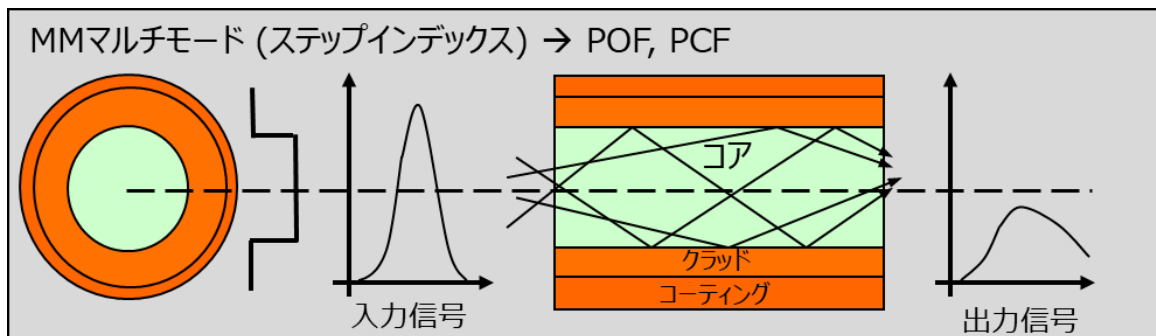 MMマルチモード (ステップインデックス) → POF, PCF
コア
クラッド
コーティング
入力信号
出力信号